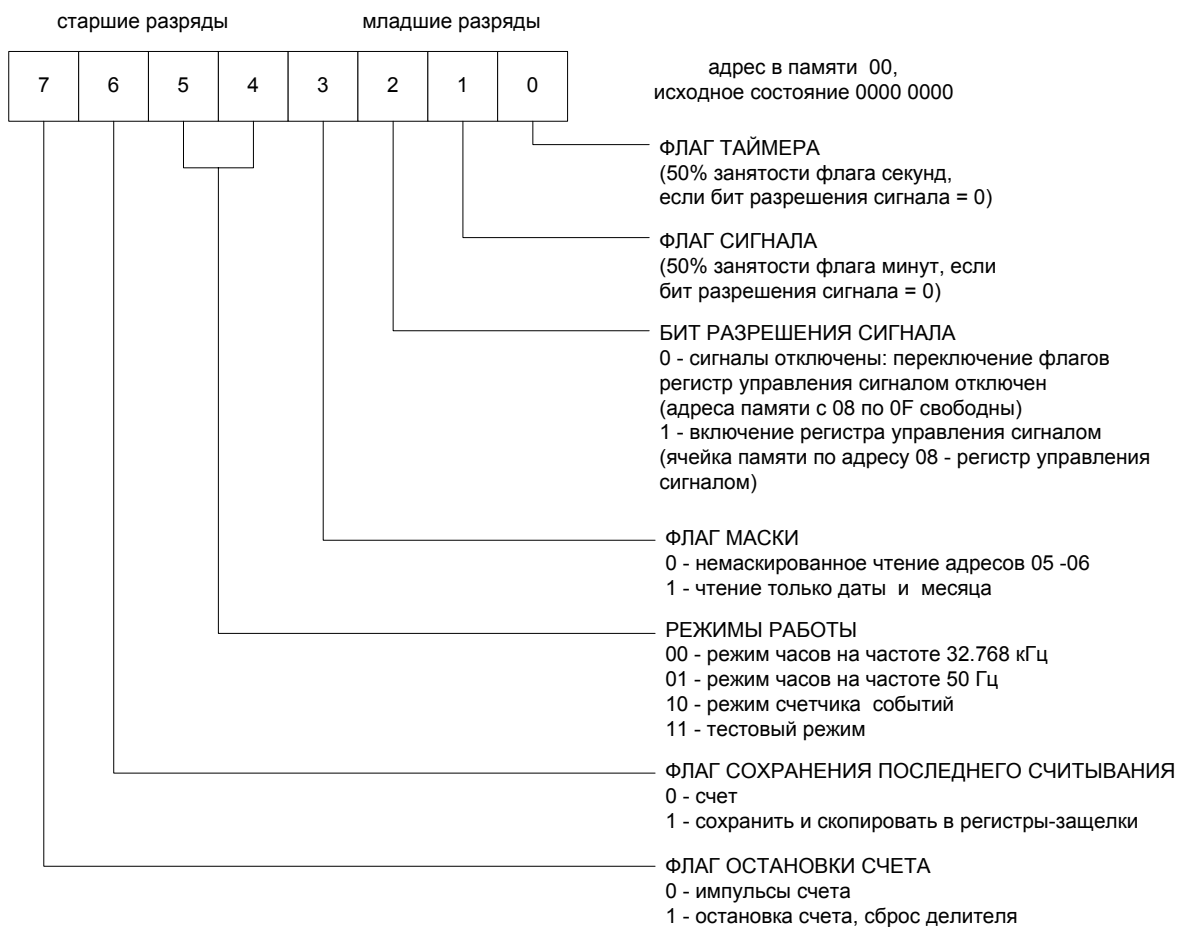 старшие разряды
младшие разряды
7 6 5 4 3 2 1 0
адрес в памяти 00,
исходное состояние 0000 0000
ФЛАГ ТАЙМЕРА
(50% занятости флага секунд,
если бит разрешения сигнала = 0)
ФЛАГ СИГНАЛА
(50% занятости флага минут, если
бит разрешения сигнала = 0)
БИТ РАЗРЕШЕНИЯ СИГНАЛА
0 - сигналы отключены: переключение флагов
регистр управления сигналом отключен
(адреса памяти с 08 по 0F свободны)
1 - включение регистра управления сигналом
(ячейка памяти по адресу 08 - регистр управления
сигналом)
ФЛАГ МАСКИ
0 - немаскированное чтение адресов 05 -06
1 - чтение только даты и месяца
РЕЖИМЫ РАБОТЫ
00 - режим часов на частоте 32.768 кГц
01 - режим часов на частоте 50 Гц
10 - режим счетчика событий
11 - тестовый режим
ФЛАГ СОХРАНЕНИЯ ПОСЛЕДНЕГО СЧИТЫВАНИЯ
0 - счет
1 - сохранить и скопировать в регистры-защелки
ФЛАГ ОСТАНОВКИ СЧЕТА
0 - импульсы счета
1 - остановка счета, сброс делителя